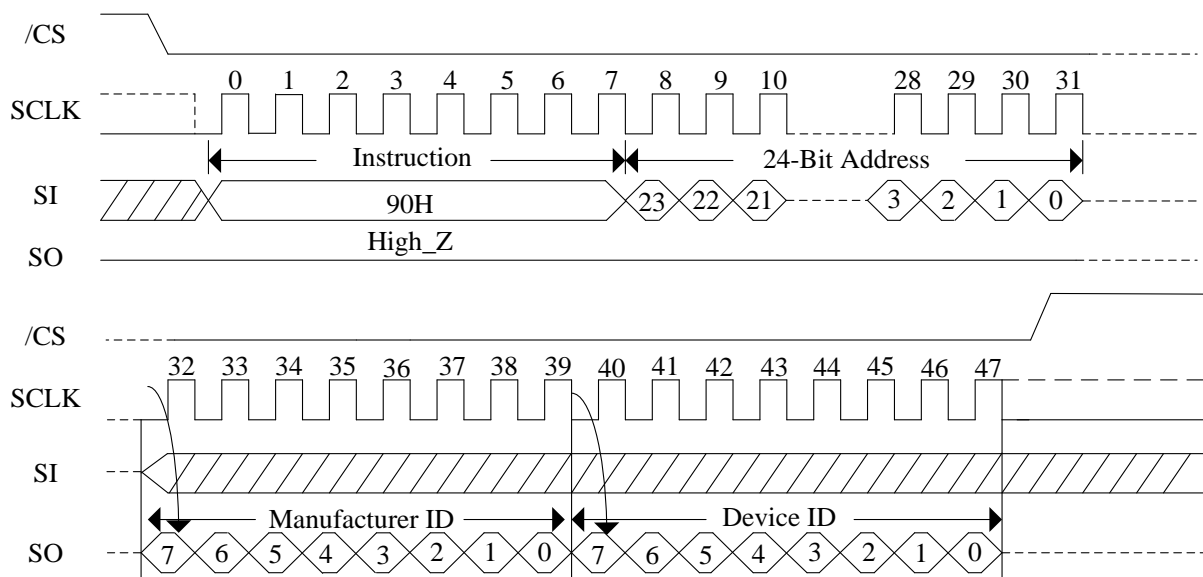 /CS
0 1 2 3 4 5 6 7 8 9 10 28 29 30 31
SCLK
Instruction 24-Bit Address
SI 90H 23 22 21 3 2 1 0
High_Z
SO
/CS
32 33 34 35 36 37 38 39 40 41 42 43 44 45 46 47
SCLK
SI
Manufacturer ID Device ID
SO 7 6 5 4 3 2 1 0 7 6 5 4 3 2 1 0